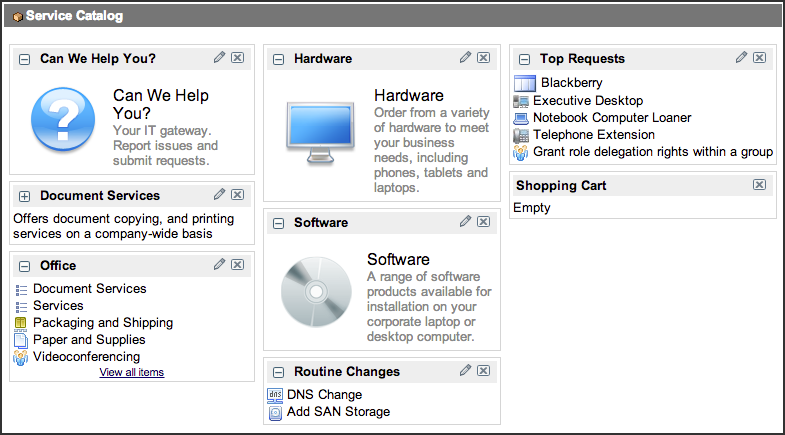 Service Catalog
Can We Help You?
Can We Help
You?
Your IT gateway.
Report issues and
submit requests.
Document Services
Offers document copying, and printing
services on a company-wide basis
Office
Document Services
Services
Packaging and Shipping
Paper and Supplies
Videoconferencing
View all items
Hardware
Hardware
Order from a variety
of hardware to meet
your business
needs, including
phones, tablets and
laptops.
Software
Software
A range of software
products available for
installation on your
corporate laptop or
desktop computer.
Routine Changes
dns DNS Change
Add SAN Storage
Top Requests
Blackberry
Executive Desktop
Notebook Computer Loaner
Telephone Extension
Grant role delegation rights within a group
Shopping Cart
Empty